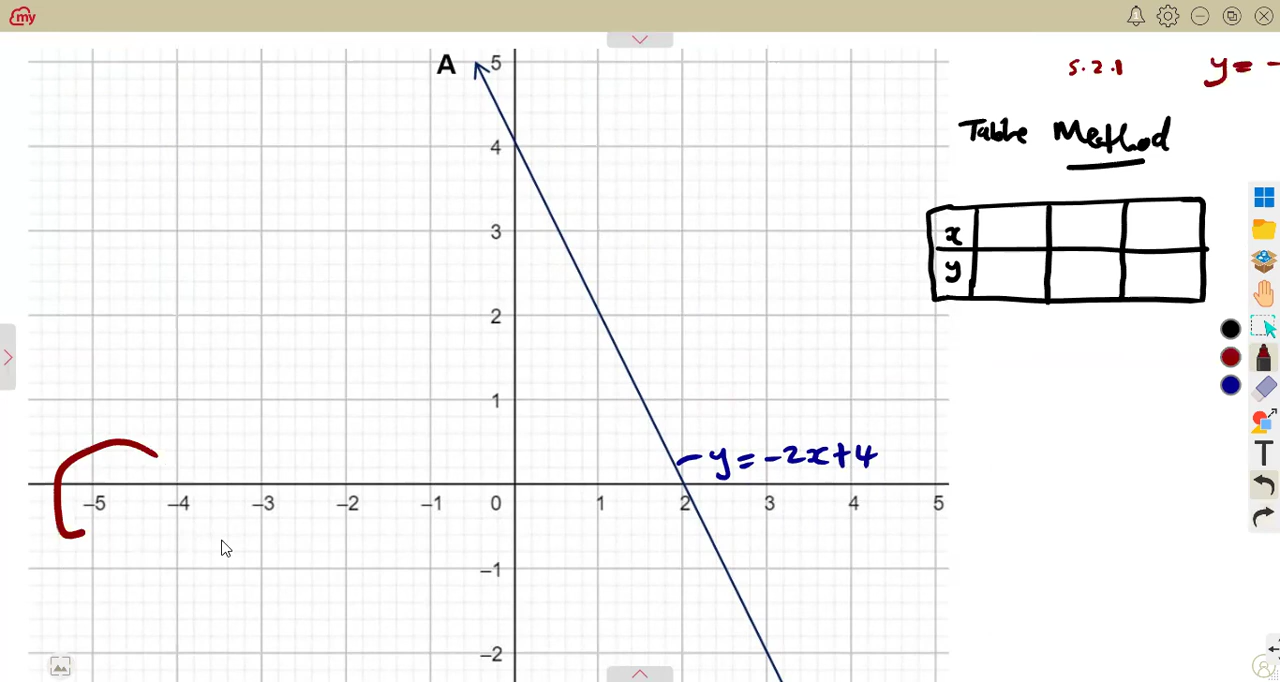 my
A
5
4
3
2
1
–5 –4 –3 –2 –1 0 1 2 3 4 5
–1
–2
y = -2x+4
5.2.1 y = -
Table Method
x
y
T